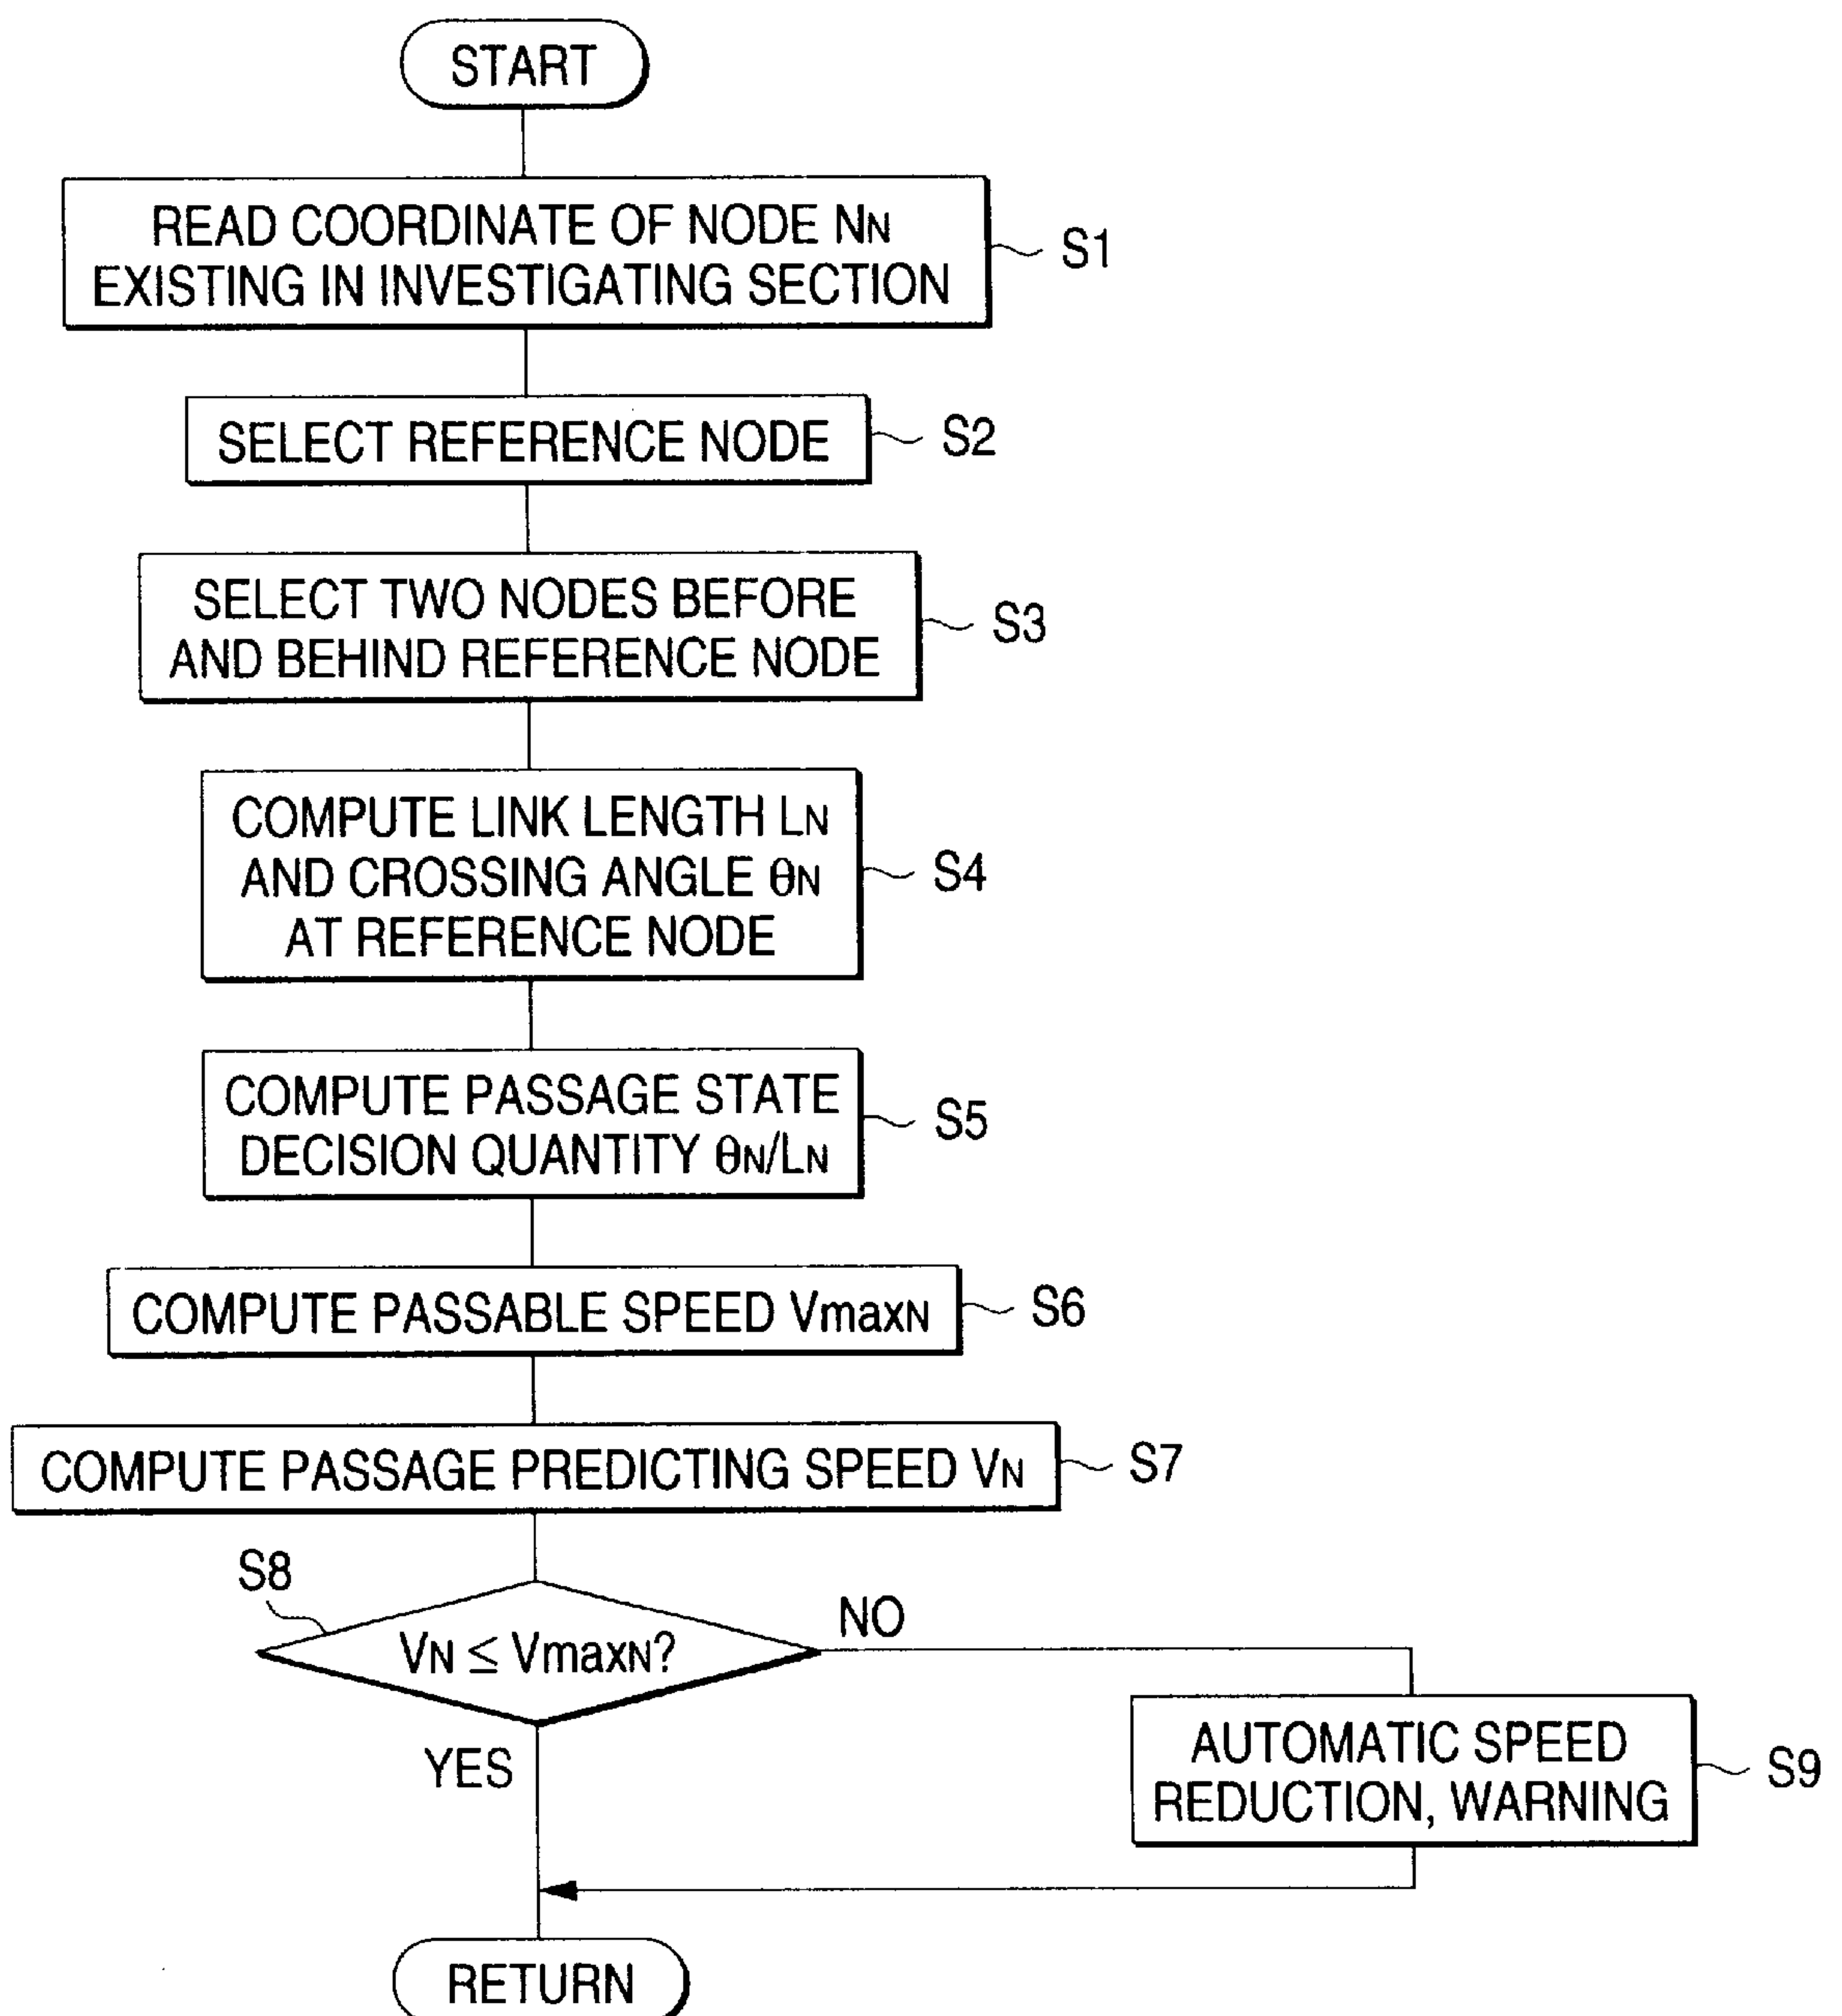 START
READ COORDINATE OF NODE NN
EXISTING IN INVESTIGATING SECTION
S1
SELECT REFERENCE NODE
S2
SELECT TWO NODES BEFORE
AND BEHIND REFERENCE NODE
S3
COMPUTE LINK LENGTH LN
AND CROSSING ANGLE θN
AT REFERENCE NODE
S4
COMPUTE PASSAGE STATE
DECISION QUANTITY θN/LN
S5
COMPUTE PASSABLE SPEED VmaxN
S6
COMPUTE PASSAGE PREDICTING SPEED VN
S7
S8
VN ≤ VmaxN?
NO
YES
AUTOMATIC SPEED
REDUCTION, WARNING
S9
RETURN